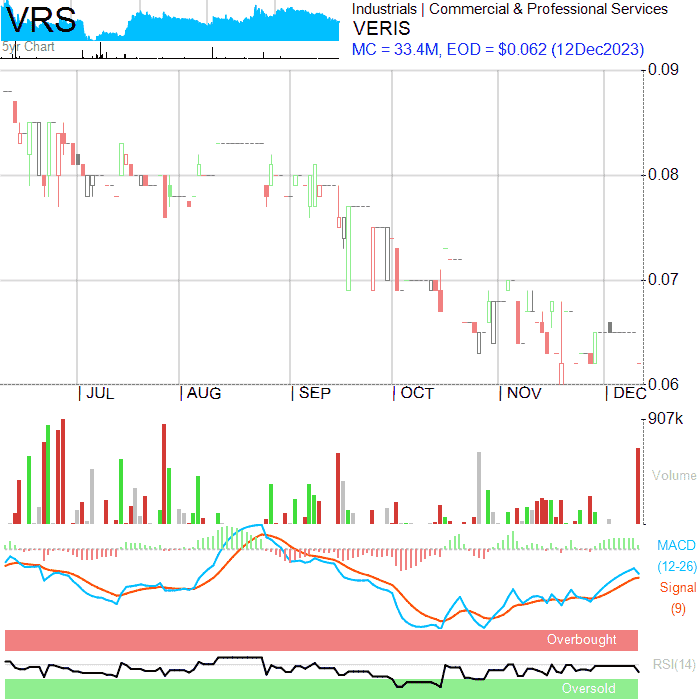 VRS
5yr Chart
Industrials | Commercial & Professional Services
VERIS
MC = 33.4M, EOD = $0.062 (12Dec2023)
0.09
0.08
0.07
0.06
JUL AUG SEP OCT NOV DEC
907k
Volume
MACD
(12-26)
Signal
(9)
Overbought
RSI(14)
Oversold